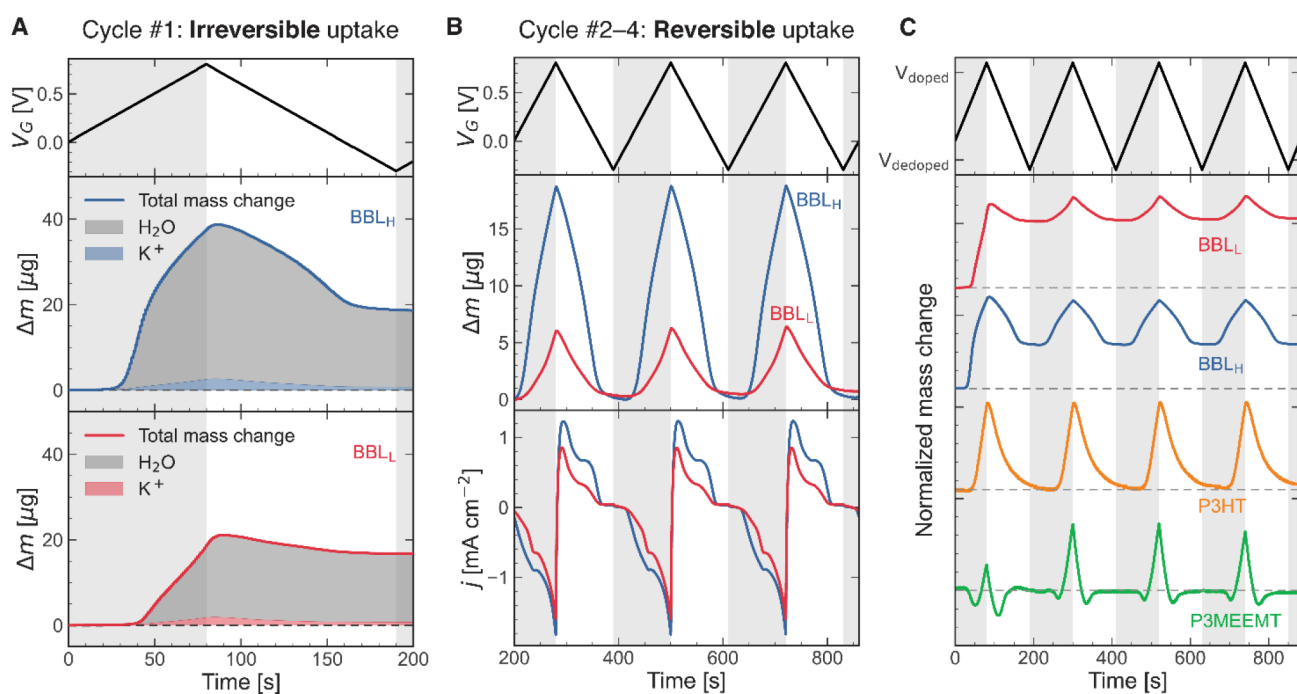 A
Cycle #1: Irreversible uptake
V_G [V]
0.5
0.0
Total mass change
H₂O
K⁺
BBL_H
Δm [µg]
40
20
0
Total mass change
H₂O
K⁺
BBL_L
Δm [µg]
40
20
0
0 50 100 150 200
Time [s]
B
Cycle #2–4: Reversible uptake
V_G [V]
0.5
0.0
BBL_H
BBL_L
Δm [µg]
15
10
5
0
j [mA cm⁻²]
1
0
−1
200 400 600 800
Time [s]
C
V_doped
V_dedoped
Normalized mass change
BBL_L
BBL_H
P3HT
P3MEEMT
0 200 400 600 800
Time [s]